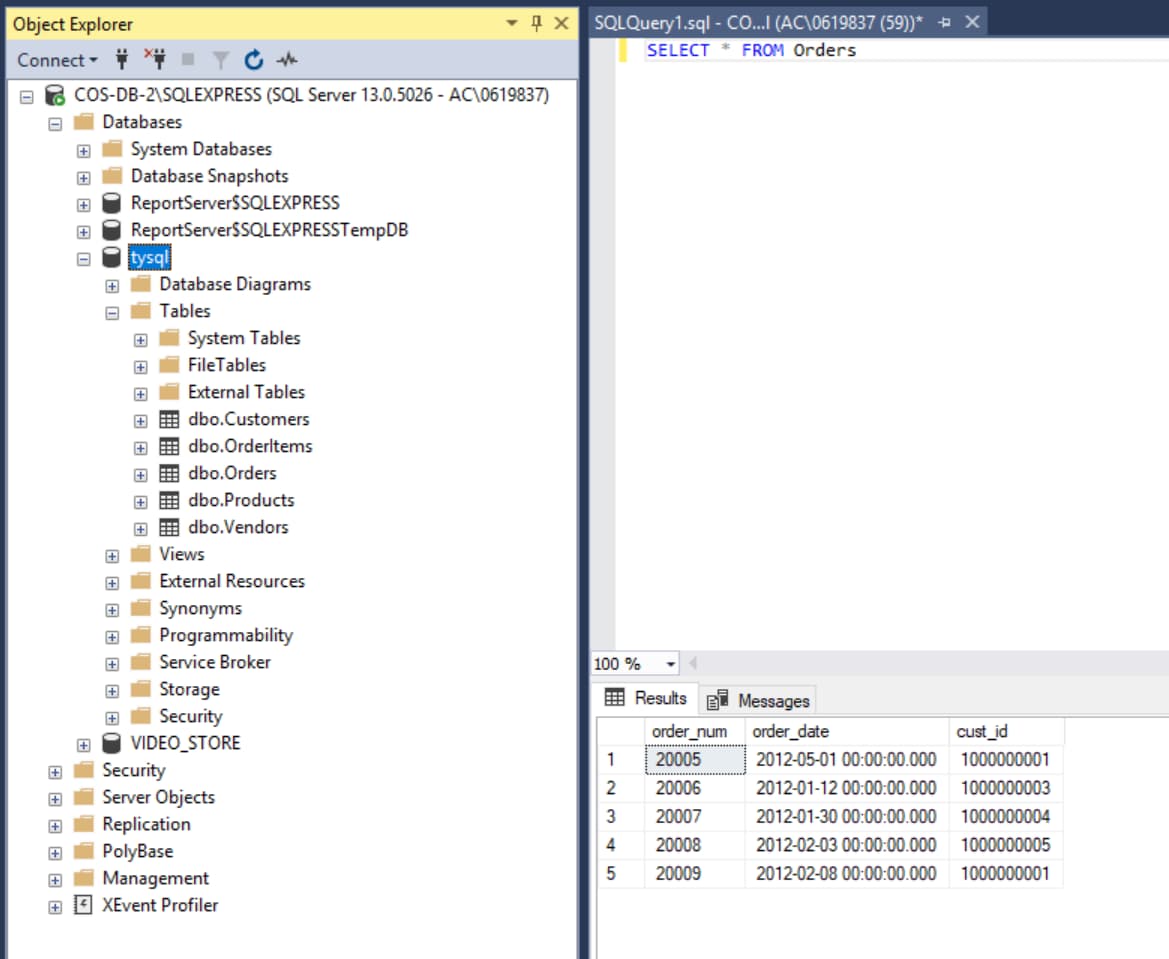 Object Explorer
Connect
COS-DB-2\SQLEXPRESS (SQL Server 13.0.5026 - AC\0619837)
Databases
System Databases
Database Snapshots
ReportServer$SQLEXPRESS
ReportServer$SQLEXPRESSTempDB
tysql
Database Diagrams
Tables
System Tables
FileTables
External Tables
dbo.Customers
dbo.OrderItems
dbo.Orders
dbo.Products
dbo.Vendors
Views
External Resources
Synonyms
Programmability
Service Broker
Storage
Security
VIDEO_STORE
Security
Server Objects
Replication
PolyBase
Management
XEvent Profiler
SQLQuery1.sql - CO...l (AC\0619837 (59))*
SELECT * FROM Orders
100 %
Results Messages
order_num order_date cust_id
1 20005 2012-05-01 00:00:00.000 1000000001
2 20006 2012-01-12 00:00:00.000 1000000003
3 20007 2012-01-30 00:00:00.000 1000000004
4 20008 2012-02-03 00:00:00.000 1000000005
5 20009 2012-02-08 00:00:00.000 1000000001